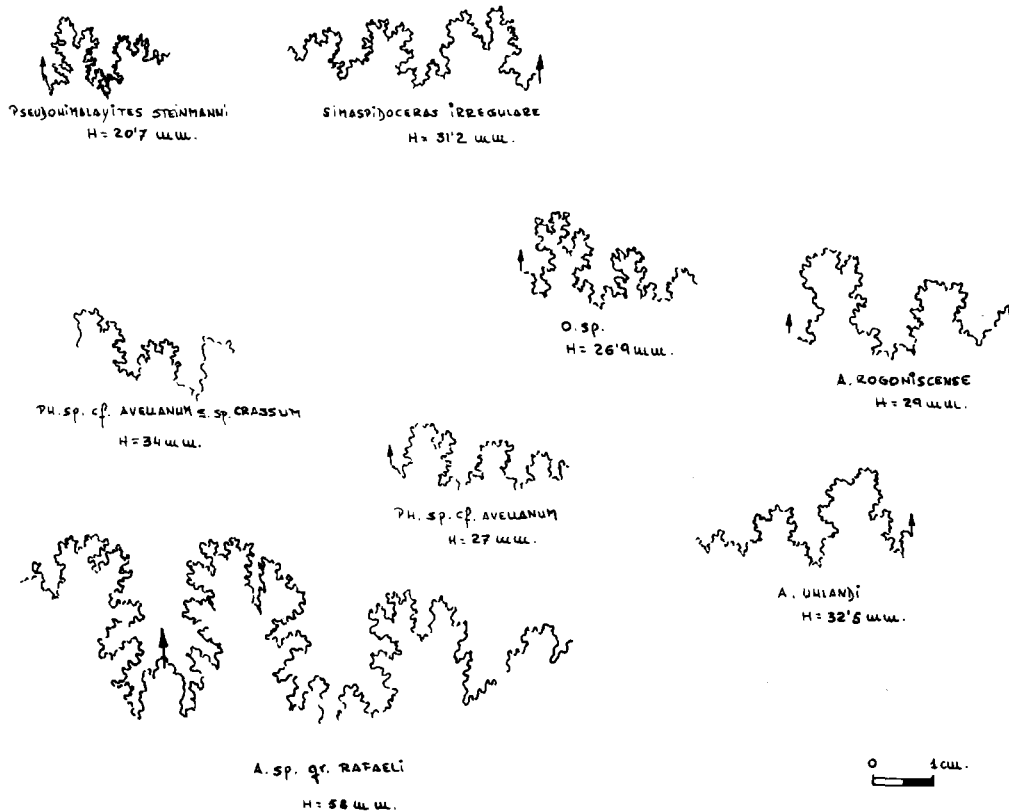 PSEUDOHIMALAYITES STEINMANNI
H = 20'7 mm.
SIMASPIDOCERAS IRREGULARE
H = 31'2 mm.
O. sp.
H = 26'9 mm.
A. ROGONISCENSE
H = 29 mm.
PH. sp. cf. AVELLANUM S. sp. CRASSUM
H = 34 mm.
PH. sp. cf. AVELLANUM
H = 27 mm.
A. UHLANDI
H = 32'5 mm.
A. sp. gr. RAFAELI
H = 58 mm.
0 1 cm.